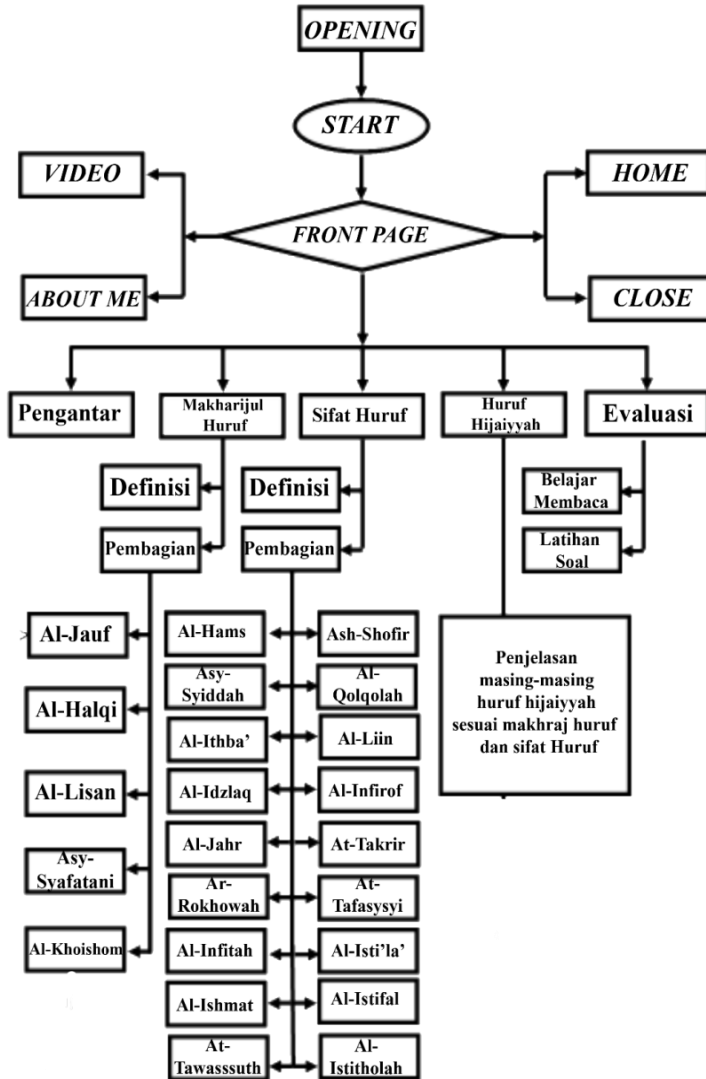 OPENING
START
VIDEO
HOME
FRONT PAGE
ABOUT ME
CLOSE
Pengantar
Makharijul
Huruf
Sifat Huruf
Huruf
Hijaiyyah
Evaluasi
Definisi
Pembagian
Definisi
Pembagian
Belajar
Membaca
Latihan
Soal
Al-Jauf
Al-Halqi
Al-Lisan
Asy-
Syafatani
Al-Khoishom
Al-Hams
Ash-Shofir
Asy-
Syiddah
Al-
Qolqolah
Al-Ithba’
Al-Liin
Al-Idzlaq
Al-Infirof
Al-Jahr
At-Takrir
Ar-
Rokhowah
At-
Tafasysyi
Al-Infitah
Al-Isti’la’
Al-Ishmat
Al-Istifal
At-
Tawasssuth
Al-
Istitholah
Penjelasan
masing-masing
huruf hijaiyyah
sesuai makhraj huruf
dan sifat Huruf